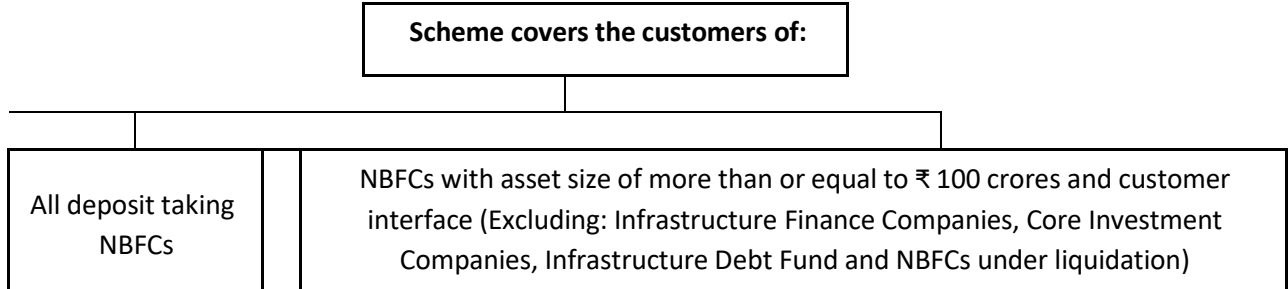 Scheme covers the customers of:
All deposit taking
NBFCs
NBFCs with asset size of more than or equal to ₹ 100 crores and customer
interface (Excluding: Infrastructure Finance Companies, Core Investment
Companies, Infrastructure Debt Fund and NBFCs under liquidation)